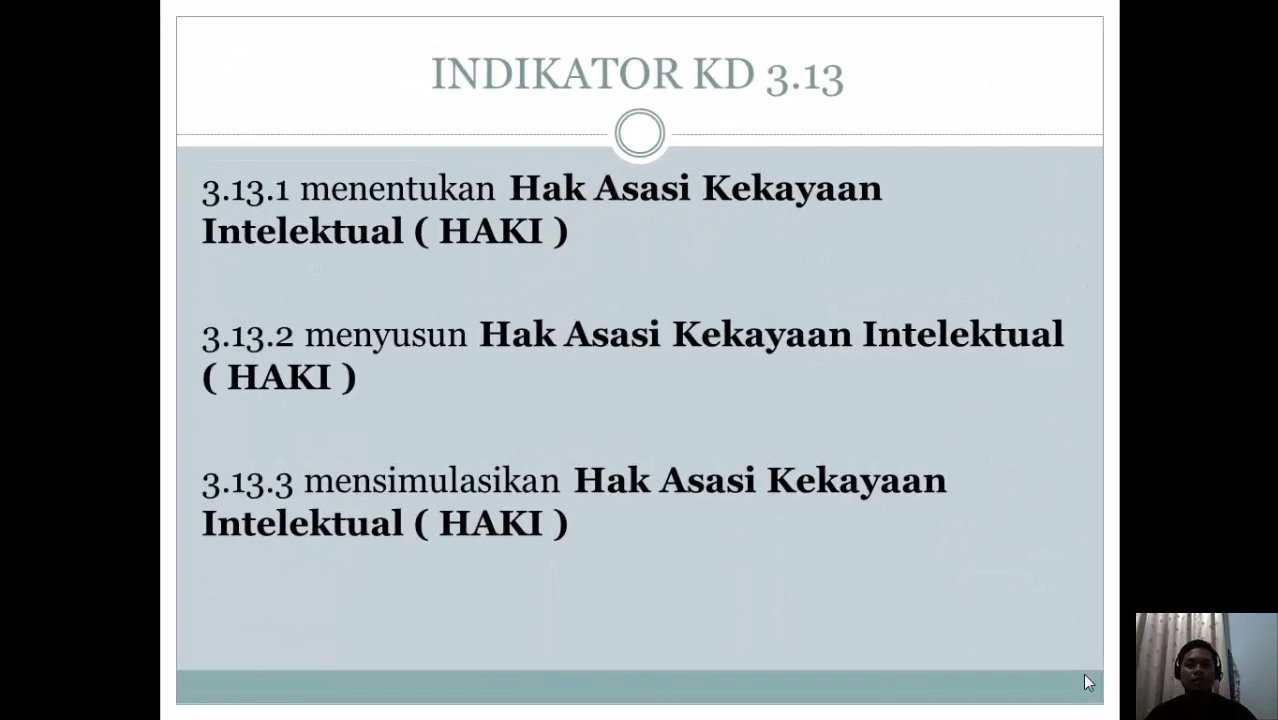 INDIKATOR KD 3.13
3.13.1 menentukan Hak Asasi Kekayaan
Intelektual ( HAKI )
3.13.2 menyusun Hak Asasi Kekayaan Intelektual
( HAKI )
3.13.3 mensimulasikan Hak Asasi Kekayaan
Intelektual ( HAKI )